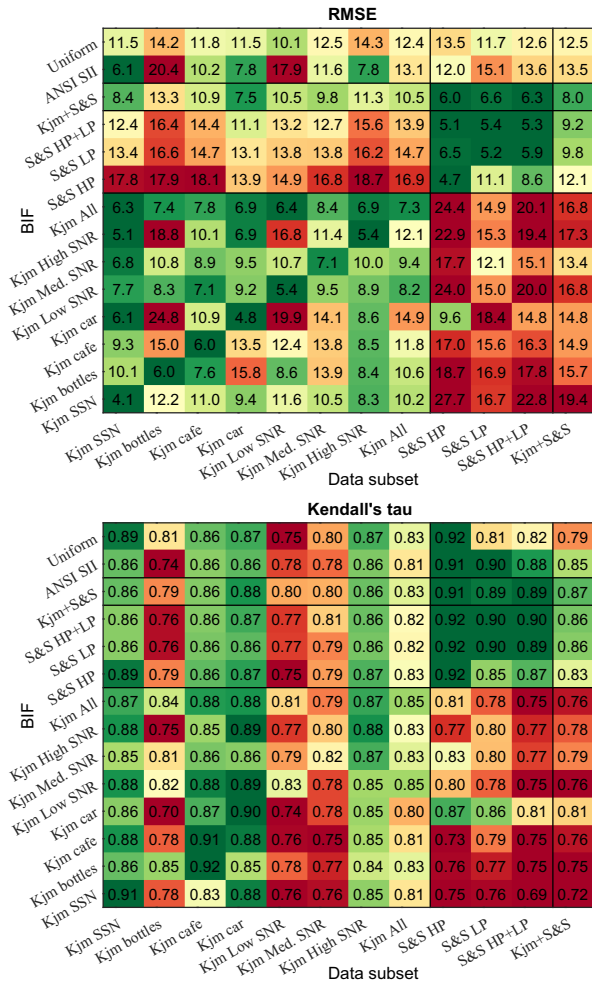 RMSE
Uniform 11.5 14.2 11.8 11.5 10.1 12.5 14.3 12.4 13.5 11.7 12.6 12.5
ANSI SII 6.1 20.4 10.2 7.8 17.9 11.6 7.8 13.1 12.0 15.1 13.6 13.5
Kjm+S&S 8.4 13.3 10.9 7.5 10.5 9.8 11.3 10.5 6.0 6.6 6.3 8.0
S&S HP+LP 12.4 16.4 14.4 11.1 13.2 12.7 15.6 13.9 5.1 5.4 5.3 9.2
S&S LP 13.4 16.6 14.7 13.1 13.8 13.8 16.2 14.7 6.5 5.2 5.9 9.8
S&S HP 17.8 17.9 18.1 13.9 14.9 16.8 18.7 16.9 4.7 11.1 8.6 12.1
Kjm All 6.3 7.4 7.8 6.9 6.4 8.4 6.9 7.3 24.4 14.9 20.1 16.8
Kjm High SNR 5.1 18.8 10.1 6.9 16.8 11.4 5.4 12.1 22.9 15.3 19.4 17.3
Kjm Med. SNR 6.8 10.8 8.9 9.5 10.7 7.1 10.0 9.4 17.7 12.1 15.1 13.4
Kjm Low SNR 7.7 8.3 7.1 9.2 5.4 9.5 8.9 8.2 24.0 15.0 20.0 16.8
Kjm car 6.1 24.8 10.9 4.8 19.9 14.1 8.6 14.9 9.6 18.4 14.8 14.8
Kjm cafe 9.3 15.0 6.0 13.5 12.4 13.8 8.5 11.8 17.0 15.6 16.3 14.9
Kjm bottles 10.1 6.0 7.6 15.8 8.6 13.9 8.4 10.6 18.7 16.9 17.8 15.7
Kjm SSN 4.1 12.2 11.0 9.4 11.6 10.5 8.3 10.2 27.7 16.7 22.8 19.4
BIF
Kjm SSN Kjm bottles Kjm cafe Kjm car Kjm Low SNR Kjm Med. SNR Kjm High SNR Kjm All S&S HP S&S LP S&S HP+LP Kjm+S&S
Data subset
Kendall's tau
Uniform 0.89 0.81 0.86 0.87 0.75 0.80 0.87 0.83 0.92 0.81 0.82 0.79
ANSI SII 0.86 0.74 0.86 0.86 0.78 0.78 0.86 0.81 0.91 0.90 0.88 0.85
Kjm+S&S 0.86 0.79 0.86 0.88 0.80 0.80 0.86 0.83 0.91 0.89 0.89 0.87
S&S HP+LP 0.86 0.76 0.86 0.87 0.77 0.81 0.86 0.82 0.92 0.90 0.90 0.86
S&S LP 0.86 0.76 0.86 0.86 0.77 0.79 0.86 0.82 0.92 0.90 0.89 0.86
S&S HP 0.89 0.79 0.86 0.87 0.75 0.79 0.87 0.83 0.92 0.85 0.87 0.83
Kjm All 0.87 0.84 0.88 0.88 0.81 0.79 0.87 0.85 0.81 0.78 0.75 0.76
Kjm High SNR 0.88 0.75 0.85 0.89 0.77 0.80 0.88 0.83 0.77 0.80 0.77 0.78
Kjm Med. SNR 0.85 0.81 0.86 0.86 0.79 0.82 0.87 0.83 0.83 0.80 0.77 0.79
Kjm Low SNR 0.88 0.82 0.88 0.89 0.83 0.78 0.85 0.85 0.80 0.78 0.75 0.76
Kjm car 0.86 0.70 0.87 0.90 0.74 0.78 0.85 0.80 0.87 0.86 0.81 0.81
Kjm cafe 0.88 0.78 0.91 0.88 0.76 0.75 0.85 0.81 0.73 0.79 0.75 0.76
Kjm bottles 0.86 0.85 0.92 0.85 0.78 0.77 0.84 0.83 0.76 0.77 0.75 0.75
Kjm SSN 0.91 0.78 0.83 0.88 0.76 0.76 0.85 0.81 0.75 0.76 0.69 0.72
BIF
Kjm SSN Kjm bottles Kjm cafe Kjm car Kjm Low SNR Kjm Med. SNR Kjm High SNR Kjm All S&S HP S&S LP S&S HP+LP Kjm+S&S
Data subset